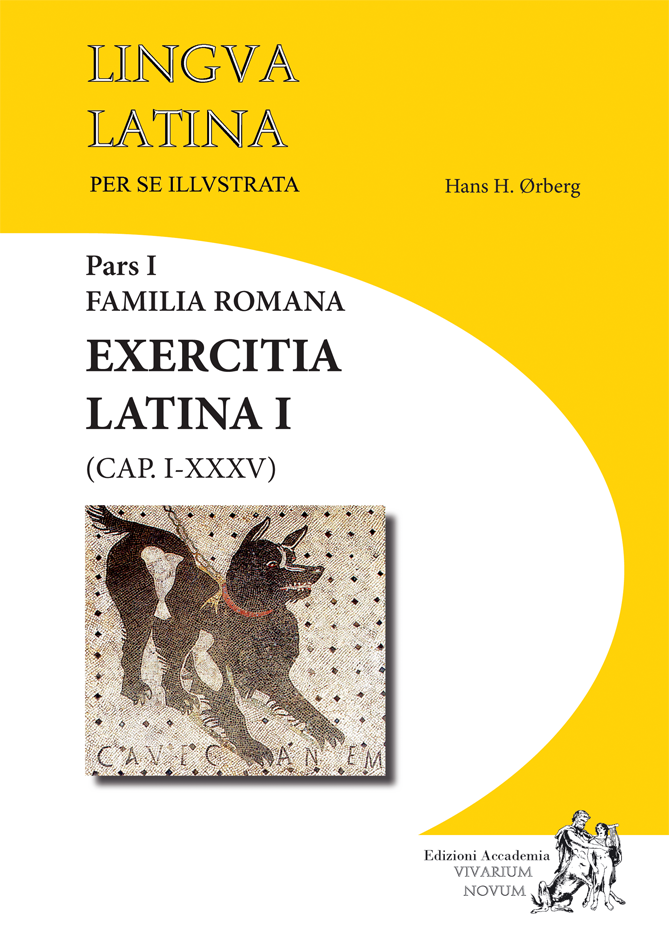 LINGVA
LATINA
PER SE ILLVSTRATA
Hans H. Ørberg
Pars I
FAMILIA ROMANA
EXERCITIA
LATINA I
(CAP. I-XXXV)
CAVE CANEM
Edizioni Accademia
VIVARIUM
NOVUM